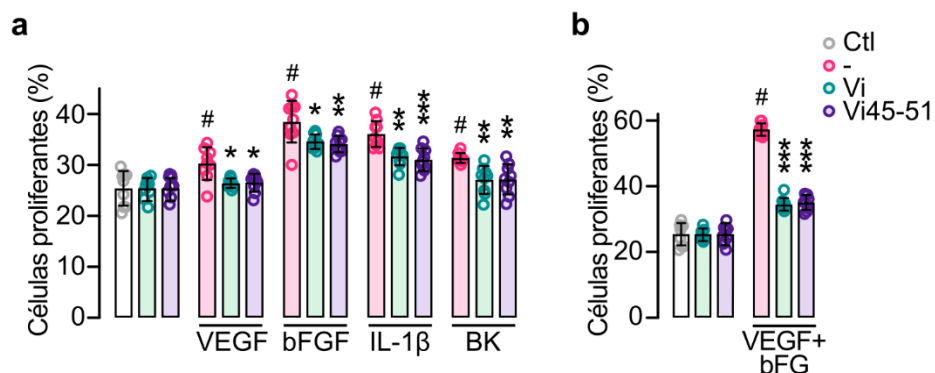 a
Células proliferantes (%)
40
30
20
10
0
#
*
*
#
*
**
#
**
***
#
**
**
VEGF
bFGF
IL-1β
BK
b
Células proliferantes (%)
60
40
20
0
#
***
***
VEGF+
bFG
Ctl
-
Vi
Vi45-51